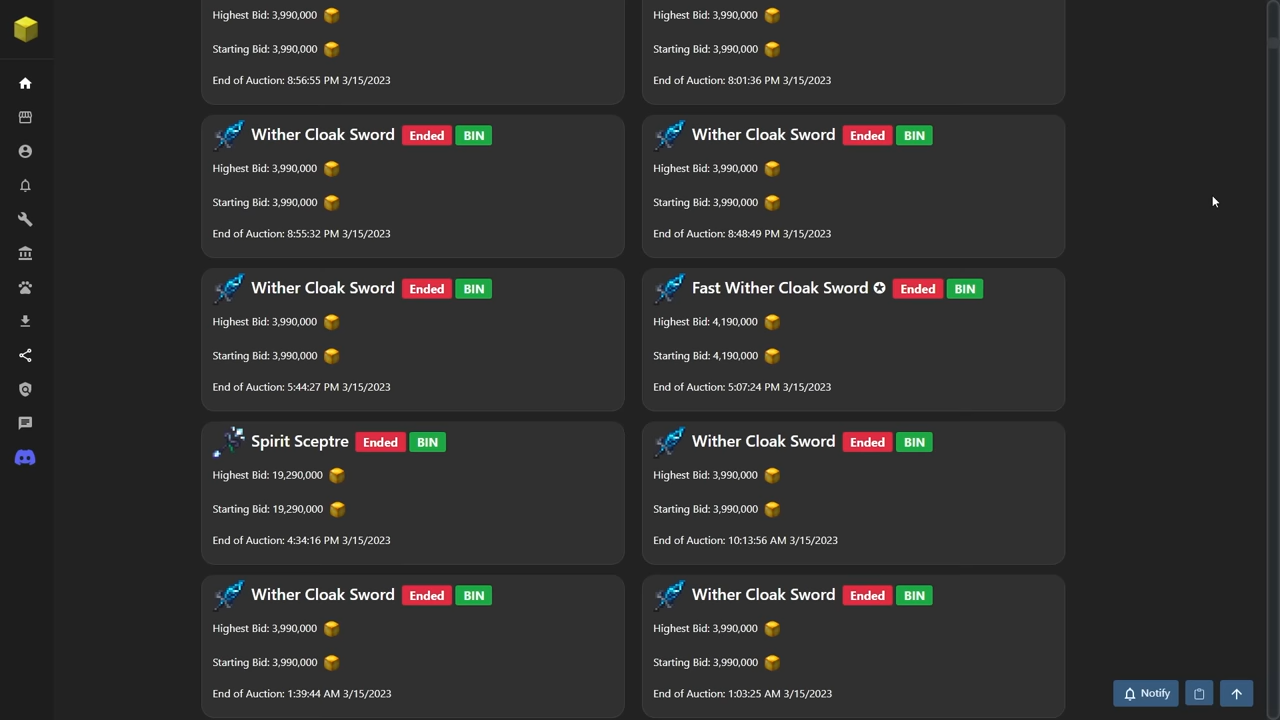 Highest Bid: 3,990,000
Starting Bid: 3,990,000
End of Auction: 8:56:55 PM 3/15/2023
Highest Bid: 3,990,000
Starting Bid: 3,990,000
End of Auction: 8:01:36 PM 3/15/2023
Wither Cloak Sword Ended BIN
Highest Bid: 3,990,000
Starting Bid: 3,990,000
End of Auction: 8:55:32 PM 3/15/2023
Wither Cloak Sword Ended BIN
Highest Bid: 3,990,000
Starting Bid: 3,990,000
End of Auction: 8:48:49 PM 3/15/2023
Wither Cloak Sword Ended BIN
Highest Bid: 3,990,000
Starting Bid: 3,990,000
End of Auction: 5:44:27 PM 3/15/2023
Fast Wither Cloak Sword ✪ Ended BIN
Highest Bid: 4,190,000
Starting Bid: 4,190,000
End of Auction: 5:07:24 PM 3/15/2023
Spirit Sceptre Ended BIN
Highest Bid: 19,290,000
Starting Bid: 19,290,000
End of Auction: 4:34:16 PM 3/15/2023
Wither Cloak Sword Ended BIN
Highest Bid: 3,990,000
Starting Bid: 3,990,000
End of Auction: 10:13:56 AM 3/15/2023
Wither Cloak Sword Ended BIN
Highest Bid: 3,990,000
Starting Bid: 3,990,000
End of Auction: 1:39:44 AM 3/15/2023
Wither Cloak Sword Ended BIN
Highest Bid: 3,990,000
Starting Bid: 3,990,000
End of Auction: 1:03:25 AM 3/15/2023
Notify